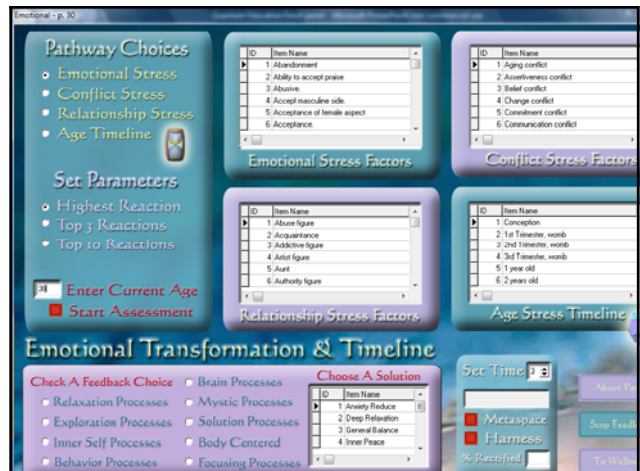 Emotional - p. 30
Pathway Choices
Emotional Stress
Conflict Stress
Relationship Stress
Age Timeline
Set Parameters
Highest Reaction
Top 3 Reactions
Top 10 Reactions
30 Enter Current Age
Start Assessment
ID Item Name
1 Abandonment
2 Ability to accept praise
3 Abusive.
4 Accept masculine side.
5 Acceptance of female aspect
6 Acceptance.
Emotional Stress Factors
ID Item Name
1 Aging conflict
2 Assertiveness conflict
3 Belief conflict
4 Change conflict
5 Commitment conflict
6 Communication conflict
Conflict Stress Factors
ID Item Name
1 Abuse figure
2 Acquaintance
3 Addictive figure
4 Artist figure
5 Aunt
6 Authority figure
Relationship Stress Factors
ID Item Name
1 Conception
2 1st Trimester, womb
3 2nd Trimester, womb
4 3rd Trimester, womb
5 1 year old
6 2 years old
Age Stress Timeline
Emotional Transformation & Timeline
Check A Feedback Choice
Relaxation Processes
Exploration Processes
Inner Self Processes
Behavior Processes
Brain Processes
Mystic Processes
Solution Processes
Body Centered
Focusing Processes
Choose A Solution
ID Item Name
1 Anxiety Reduce
2 Deep Relaxation
3 General Balance
4 Inner Peace
Set Time 3
Metaspace
Harness
% Rectified
About Pa
Stop Feedb
To Welln